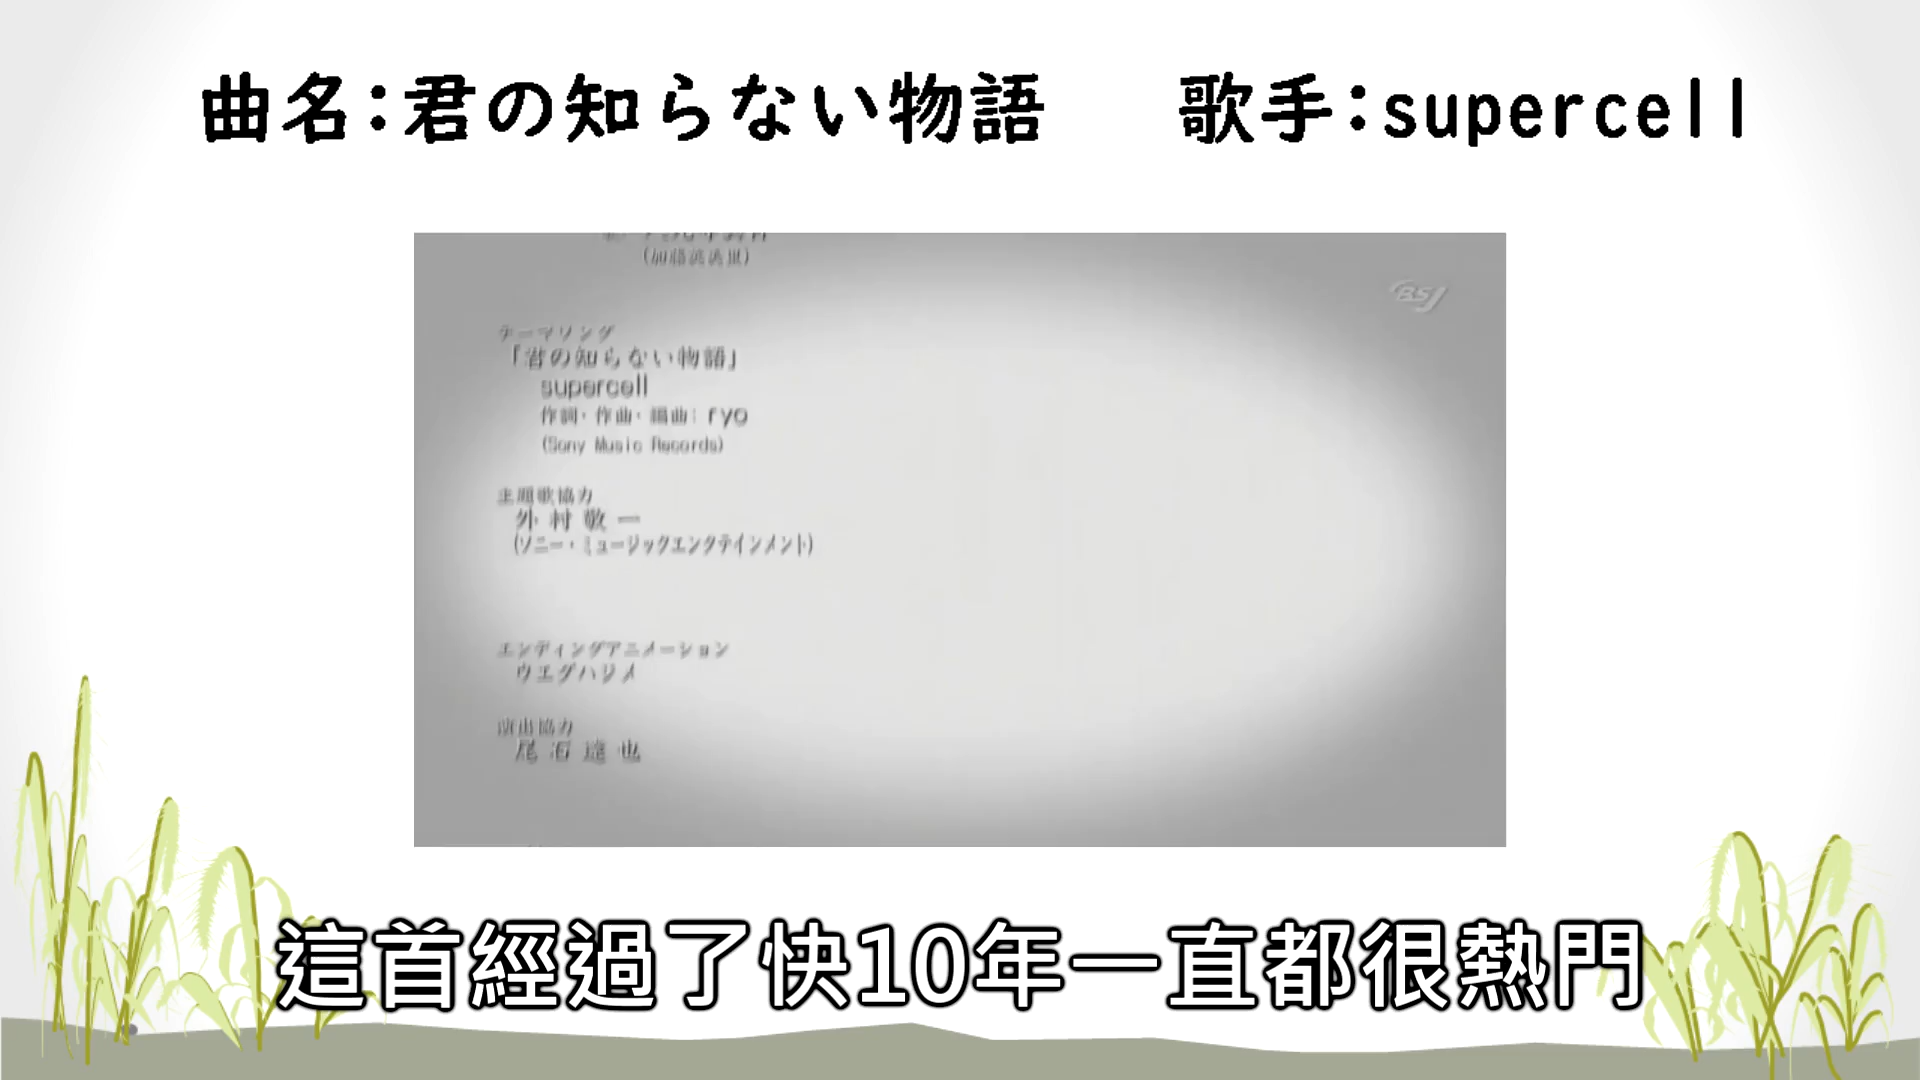 曲名:君の知らない物語 歌手:supercell
BSJ
テーマソング
「君の知らない物語」
supercell
作詞・作曲・編曲:ryo
(Sony Music Records)
主題歌協力
外村敬一
(ソニー・ミュージックエンタテインメント)
エンディングアニメーション
ウエダハジメ
演出協力
尾石達也
這首經過了快10年一直都很熱門